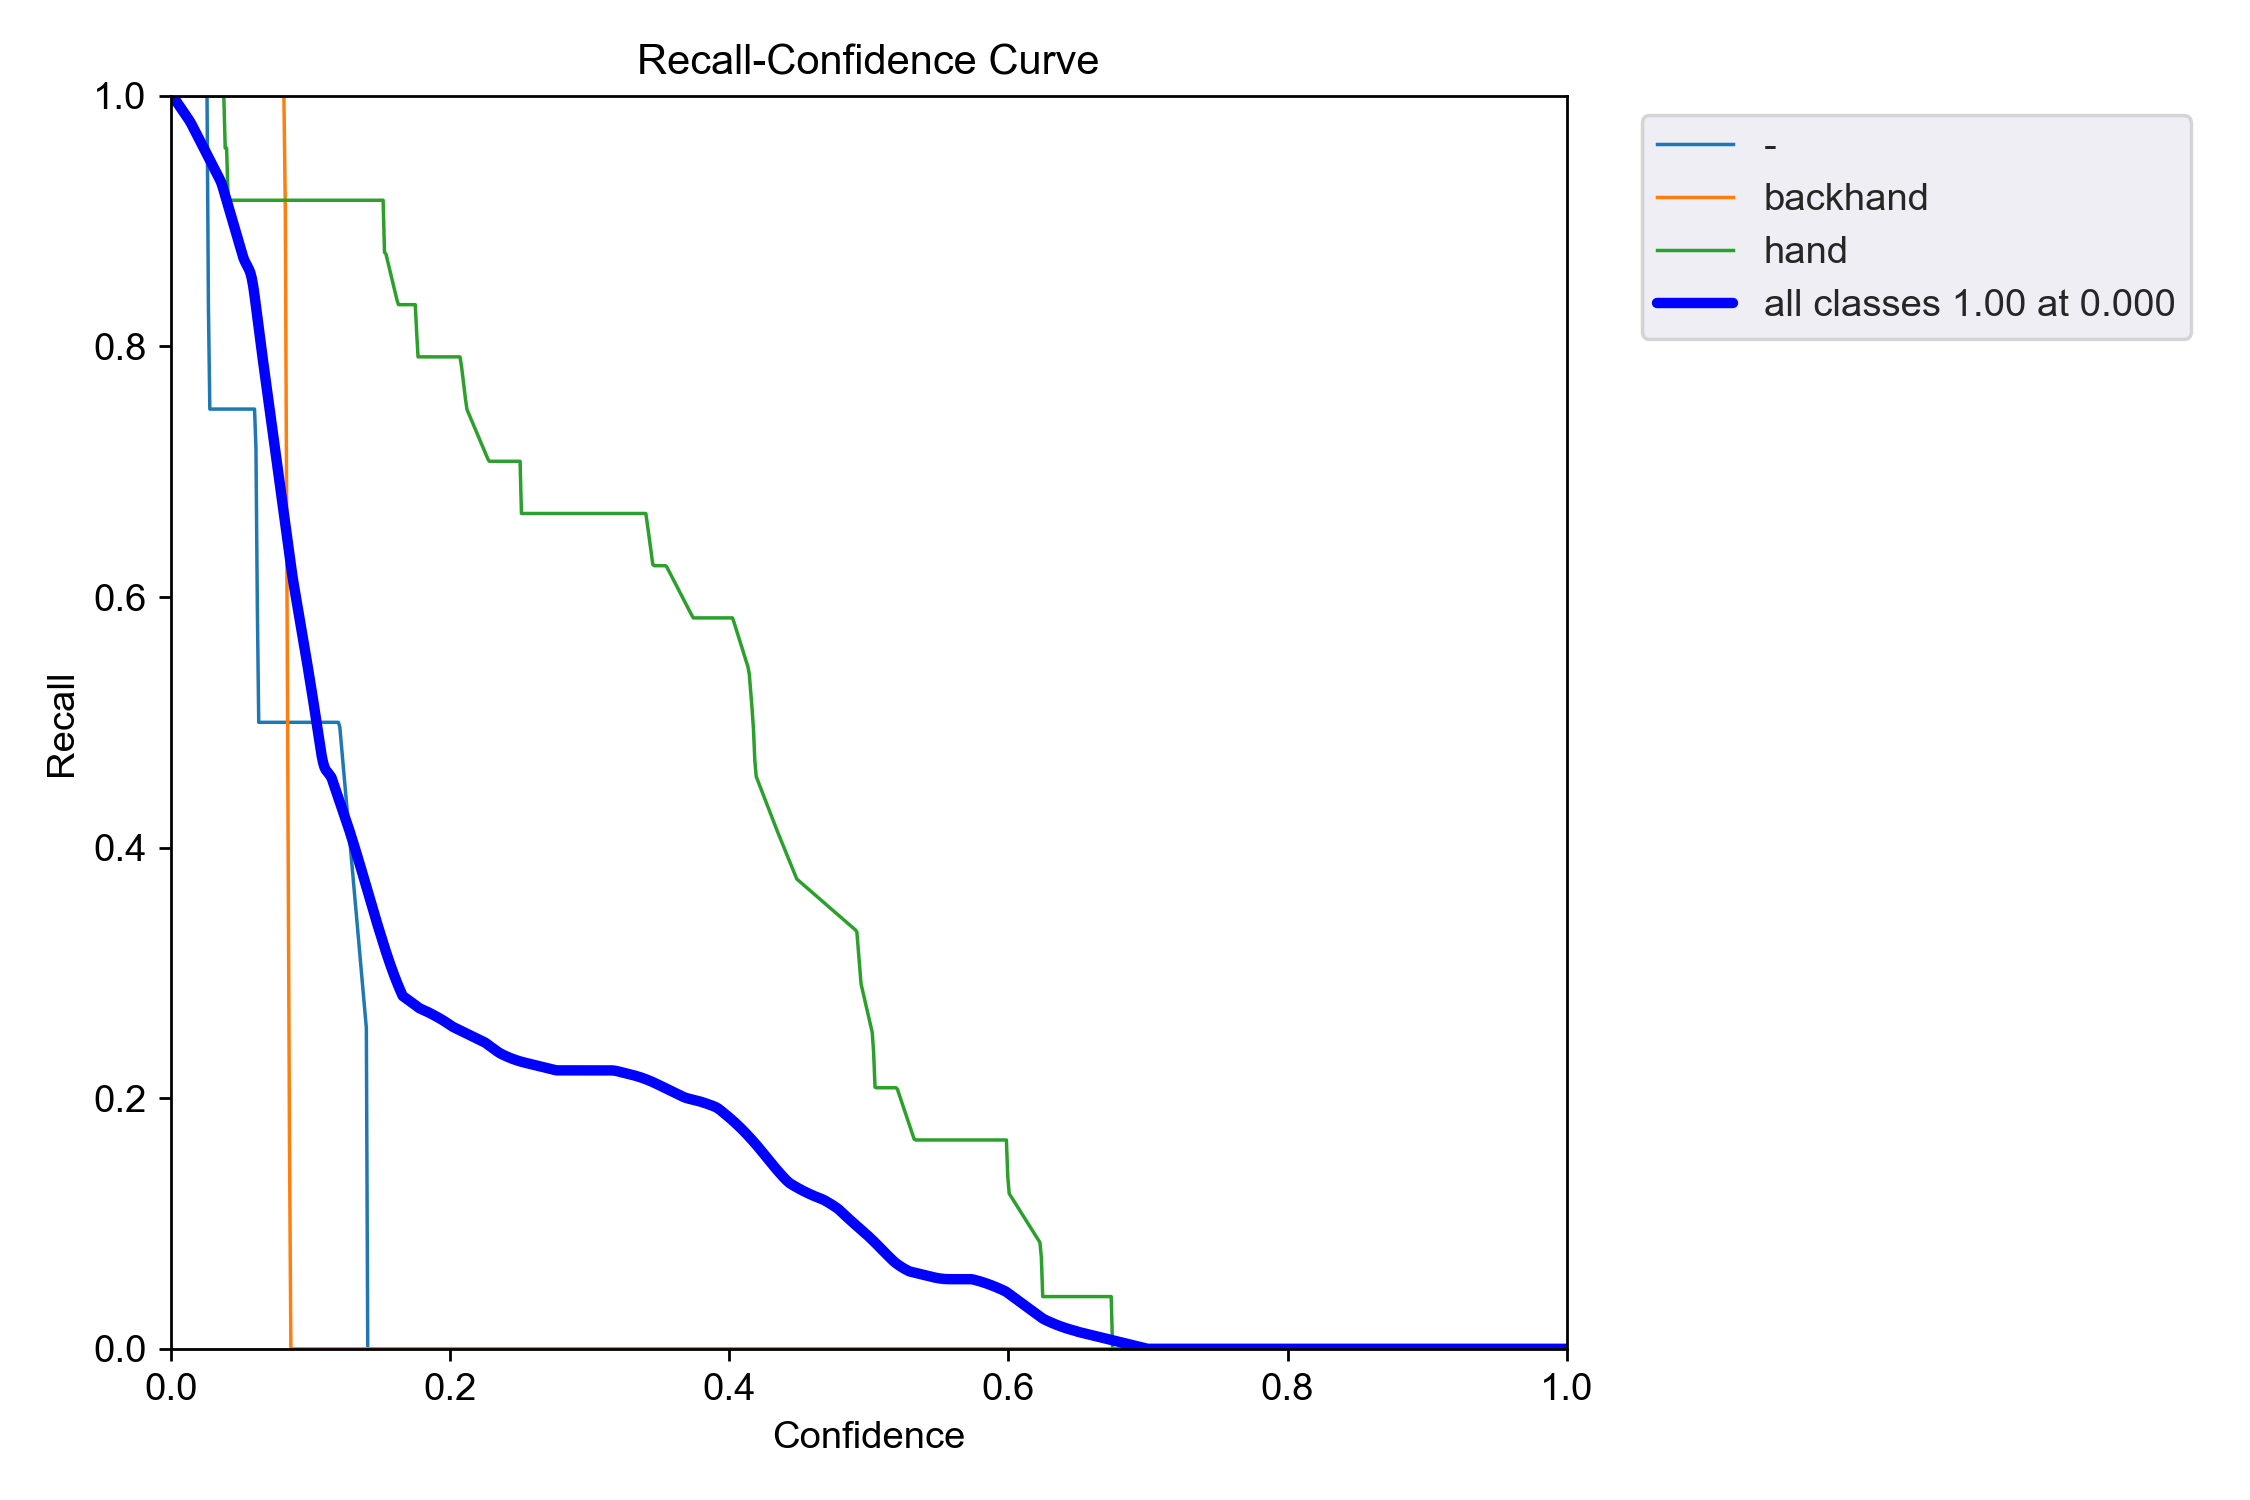 Recall-Confidence Curve
1.0
0.8
0.6
0.4
0.2
0.0
Recall
0.0 0.2 0.4 0.6 0.8 1.0
Confidence
-
backhand
hand
all classes 1.00 at 0.000